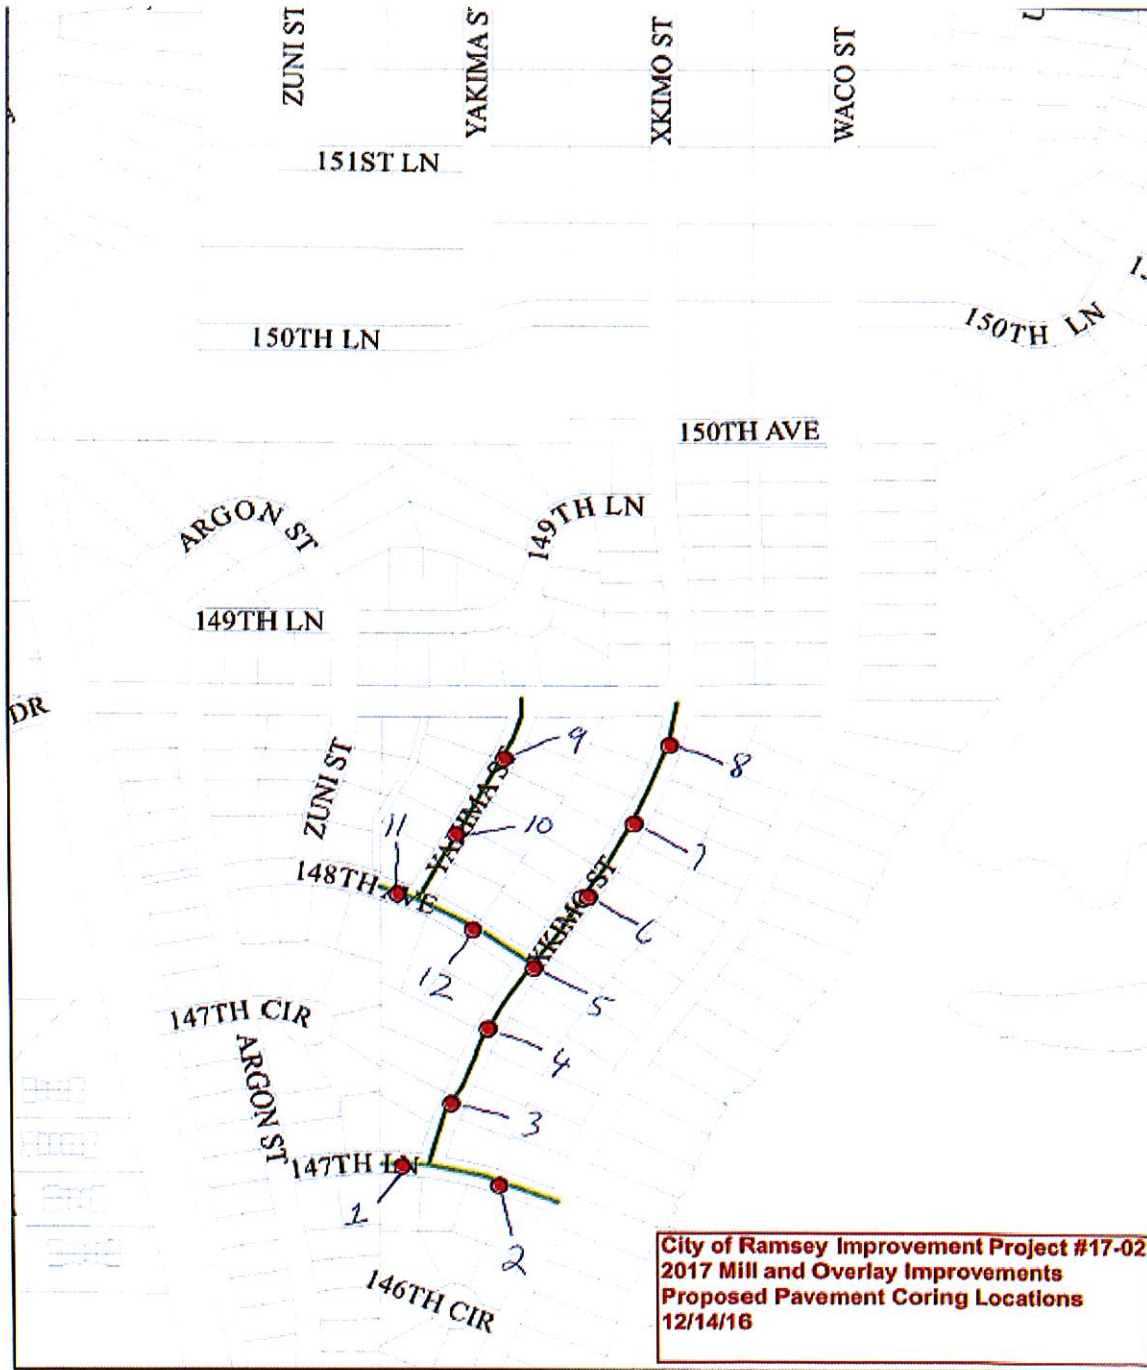 ZUNI ST
YAKIMA S
XKIMO ST
WACO ST
151ST LN
150TH LN
150TH LN
150TH AVE
ARGON ST
149TH LN
149TH LN
DR
ZUNI ST
YAKIMA ST
9
8
10
7
11
148TH AVE
XKIMO ST
6
12
5
147TH CIR
4
ARGON ST
3
147TH LN
1
2
146TH CIR
City of Ramsey Improvement Project #17-02
2017 Mill and Overlay Improvements
Proposed Pavement Coring Locations
12/14/16